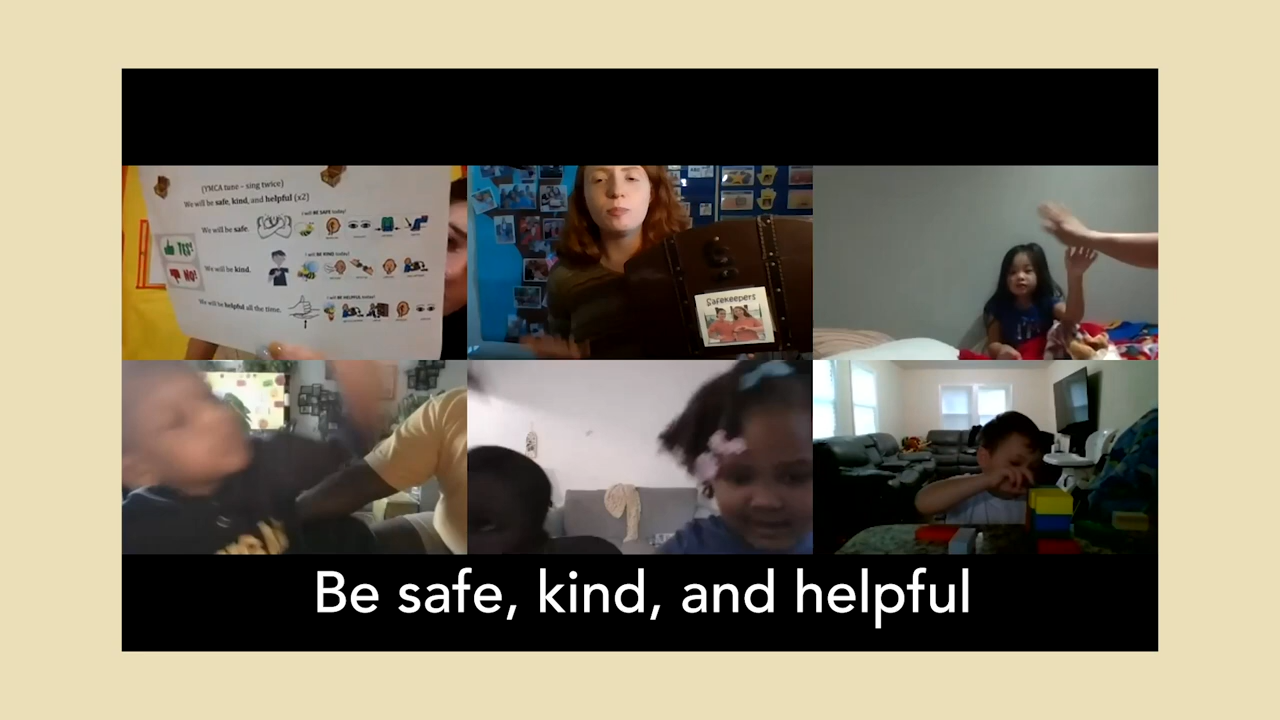 (YMCA tune – sing twice)
We will be safe, kind, and helpful (x2)
I will BE SAFE today!
We will be safe.
YES!
I will BE KIND today!
We will be kind.
NO!
I will BE HELPFUL today!
We will be helpful all the time.
Safekeepers
Be safe, kind, and helpful